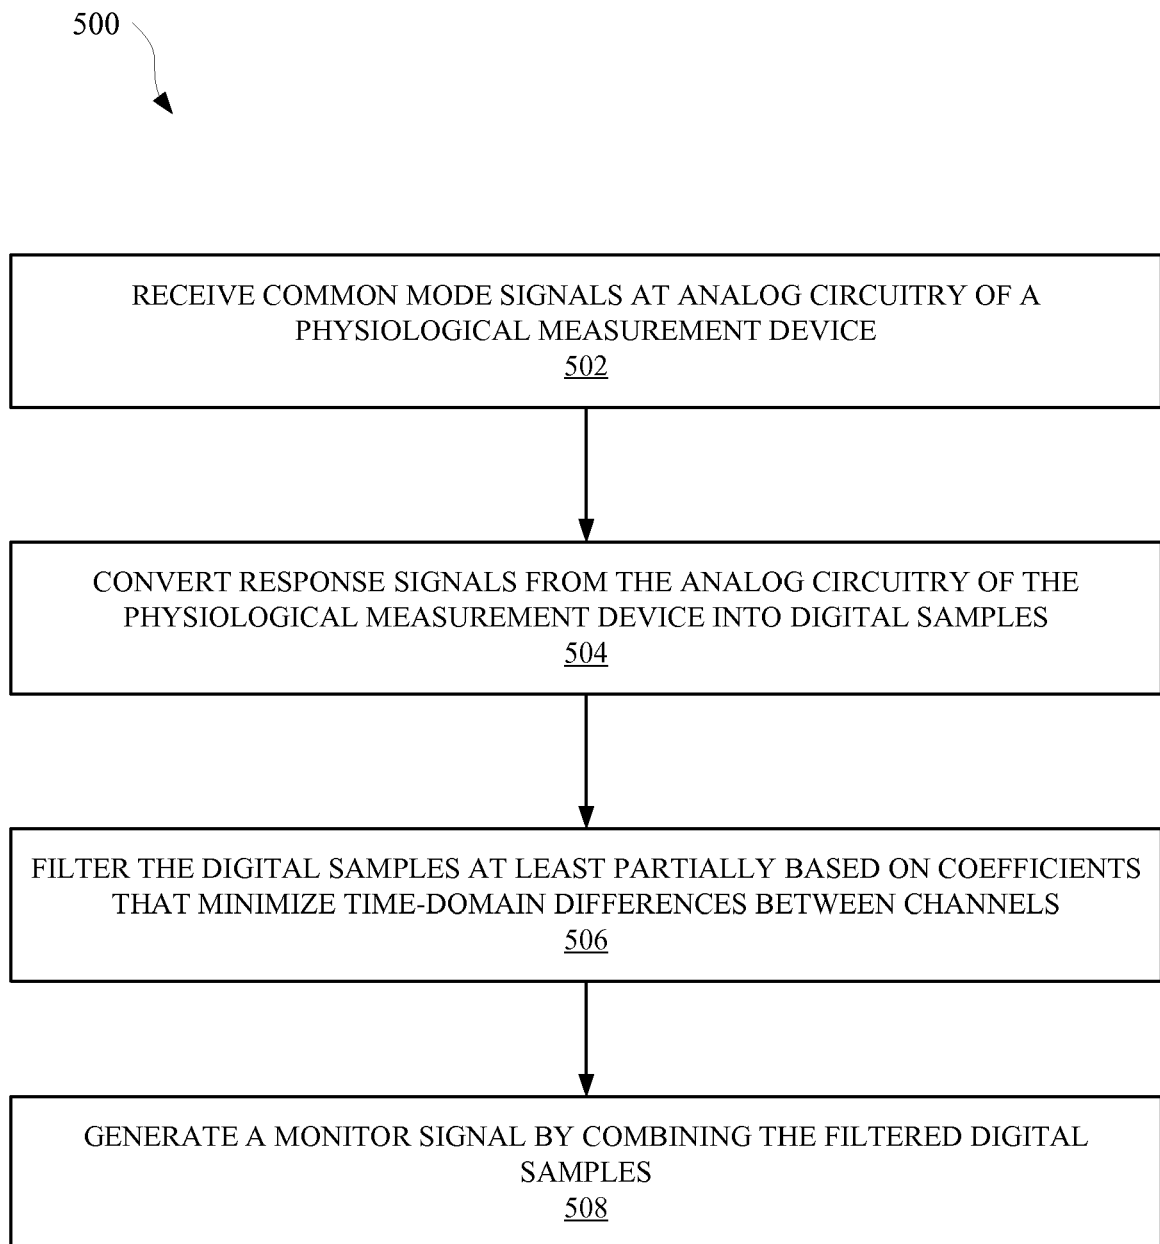 500
RECEIVE COMMON MODE SIGNALS AT ANALOG CIRCUITRY OF A
PHYSIOLOGICAL MEASUREMENT DEVICE
502
CONVERT RESPONSE SIGNALS FROM THE ANALOG CIRCUITRY OF THE
PHYSIOLOGICAL MEASUREMENT DEVICE INTO DIGITAL SAMPLES
504
FILTER THE DIGITAL SAMPLES AT LEAST PARTIALLY BASED ON COEFFICIENTS
THAT MINIMIZE TIME-DOMAIN DIFFERENCES BETWEEN CHANNELS
506
GENERATE A MONITOR SIGNAL BY COMBINING THE FILTERED DIGITAL
SAMPLES
508